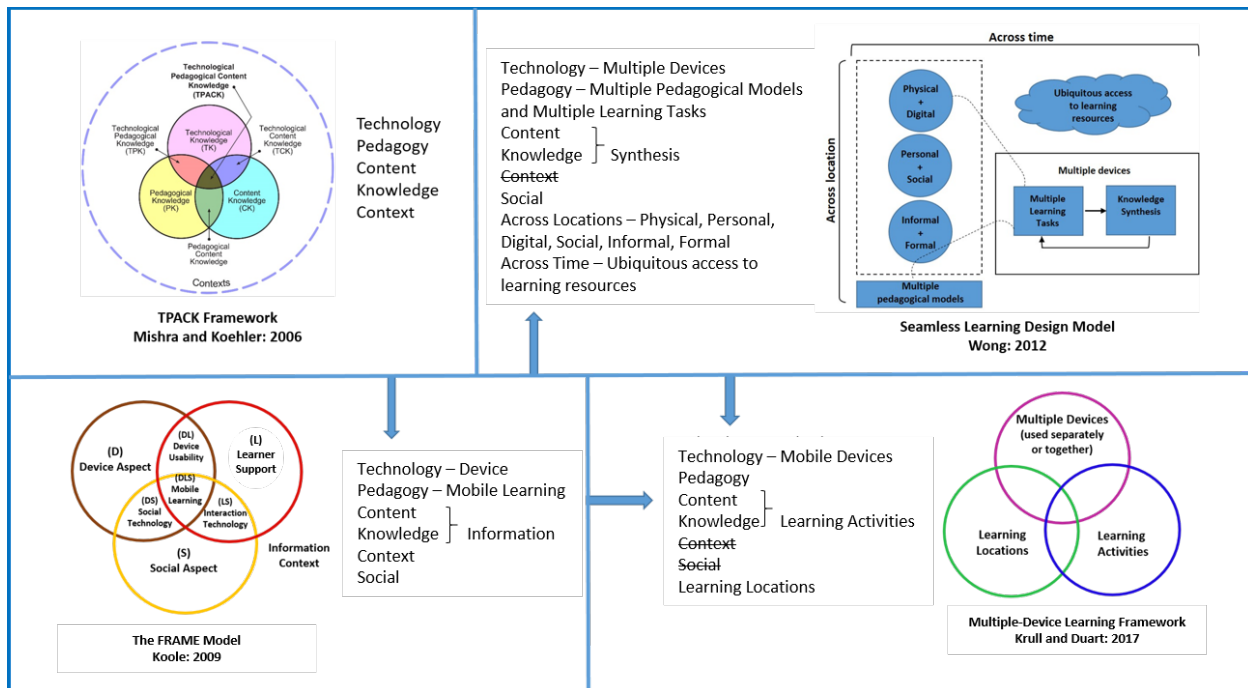 Technological
Pedagogical Content
Knowledge
(TPACK)
Technological
Pedagogical
Knowledge
(TPK)
Technological
Knowledge
(TK)
Technological
Content
Knowledge
(TCK)
Pedagogical
Knowledge
(PK)
Content
Knowledge
(CK)
Pedagogical
Content
Knowledge
Contexts
TPACK Framework
Mishra and Koehler: 2006
Technology
Pedagogy
Content
Knowledge
Context
Technology – Multiple Devices
Pedagogy – Multiple Pedagogical Models
and Multiple Learning Tasks
Content
Knowledge
Synthesis
Context
Social
Across Locations – Physical, Personal,
Digital, Social, Informal, Formal
Across Time – Ubiquitous access to
learning resources
Across time
Across location
Physical
+
Digital
Personal
+
Social
Informal
+
Formal
Multiple
pedagogical models
Ubiquitous access
to learning
resources
Multiple devices
Multiple
Learning
Tasks
Knowledge
Synthesis
Seamless Learning Design Model
Wong: 2012
(D)
Device Aspect
(DL)
Device
Usability
(L)
Learner
Support
(DLS)
Mobile
Learning
(DS)
Social
Technology
(LS)
Interaction
Technology
(S)
Social Aspect
Information
Context
The FRAME Model
Koole: 2009
Technology – Device
Pedagogy – Mobile Learning
Content
Knowledge
Information
Context
Social
Technology – Mobile Devices
Pedagogy
Content
Knowledge
Learning Activities
Context
Social
Learning Locations
Multiple Devices
(used separately
or together)
Learning
Locations
Learning
Activities
Multiple-Device Learning Framework
Krull and Duart: 2017